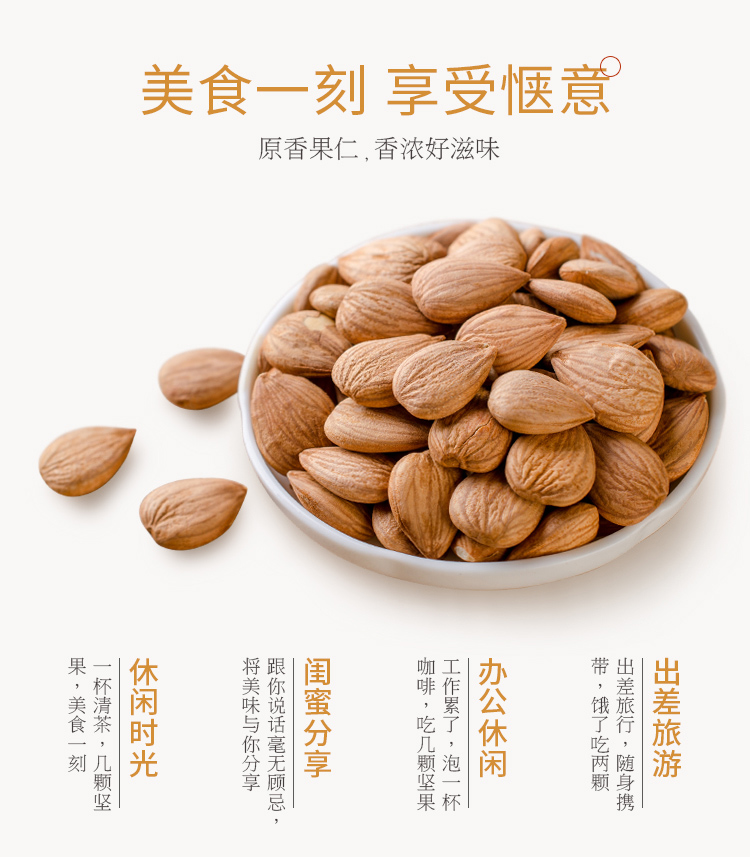 美食一刻 享受惬意
原香果仁,香浓好滋味
休闲时光
一杯清茶,几颗坚
果,美食一刻
闺蜜分享
跟你说话毫无顾忌,
将美味与你分享
办公休闲
工作累了,泡一杯
咖啡,吃几颗坚果
出差旅游
出差旅行,随身携
带,饿了吃两颗